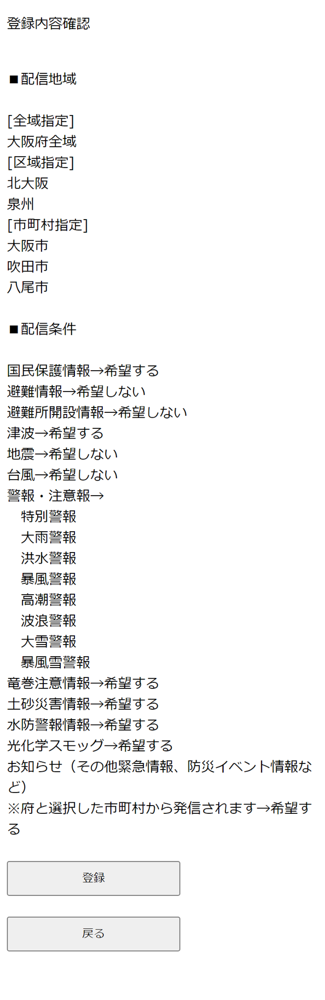 登録内容確認
■配信地域
[全域指定]
大阪府全域
[区域指定]
北大阪
泉州
[市町村指定]
大阪市
吹田市
八尾市
■配信条件
国民保護情報→希望する
避難情報→希望しない
避難所開設情報→希望しない
津波→希望する
地震→希望しない
台風→希望しない
警報・注意報→
　特別警報
　大雨警報
　洪水警報
　暴風警報
　高潮警報
　波浪警報
　大雪警報
　暴風雪警報
竜巻注意情報→希望する
土砂災害情報→希望する
水防警報情報→希望する
光化学スモッグ→希望する
お知らせ（その他緊急情報、防災イベント情報な
ど）
※府と選択した市町村から発信されます→希望す
る
登録
戻る